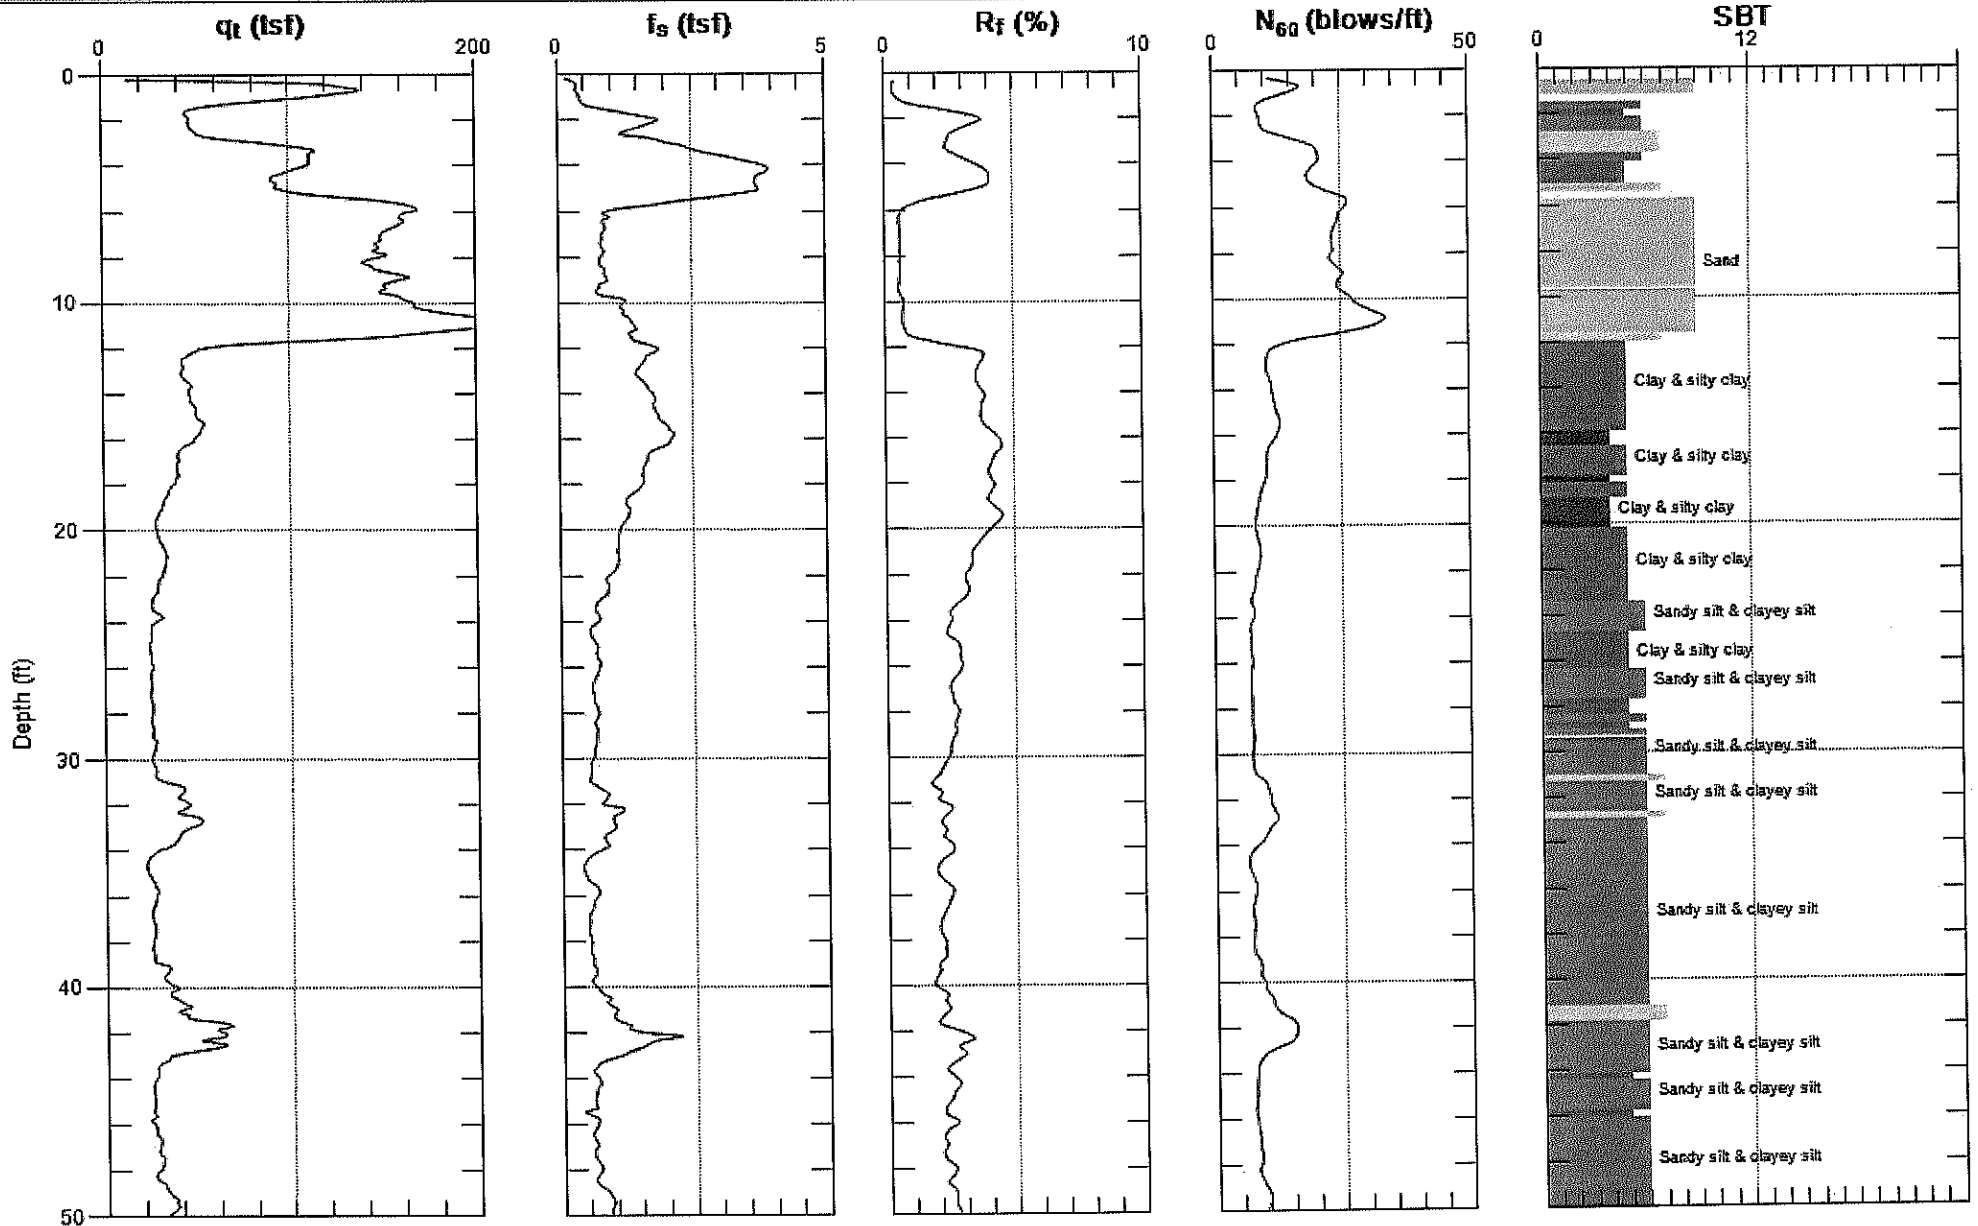 qt (tsf) fs (tsf) Rf (%) N60 (blows/ft) SBT
0 200 0 5 0 10 0 50 0 12
0
Sand
10
Clay & silty clay
Clay & silty clay
Clay & silty clay
20
Clay & silty clay
Sandy silt & clayey silt
Clay & silty clay
Sandy silt & clayey silt
Depth (ft)
Sandy silt & clayey silt
30
Sandy silt & clayey silt
Sandy silt & clayey silt
40
Sandy silt & clayey silt
Sandy silt & clayey silt
Sandy silt & clayey silt
50